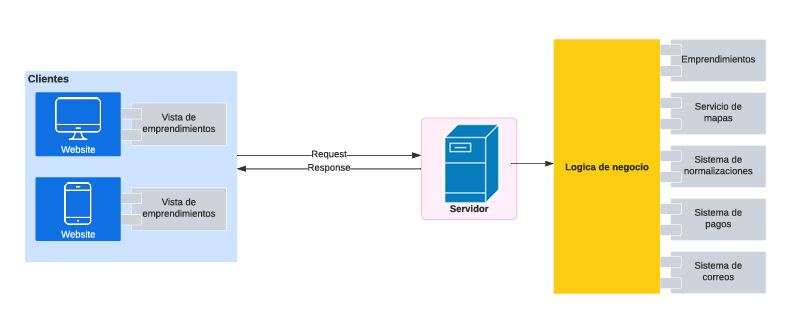 Clientes
Website
Vista de
emprendimientos
Website
Vista de
emprendimientos
Request
Response
Servidor
Logica de negocio
Emprendimientos
Servicio de
mapas
Sistema de
normalizaciones
Sistema de
pagos
Sistema de
correos